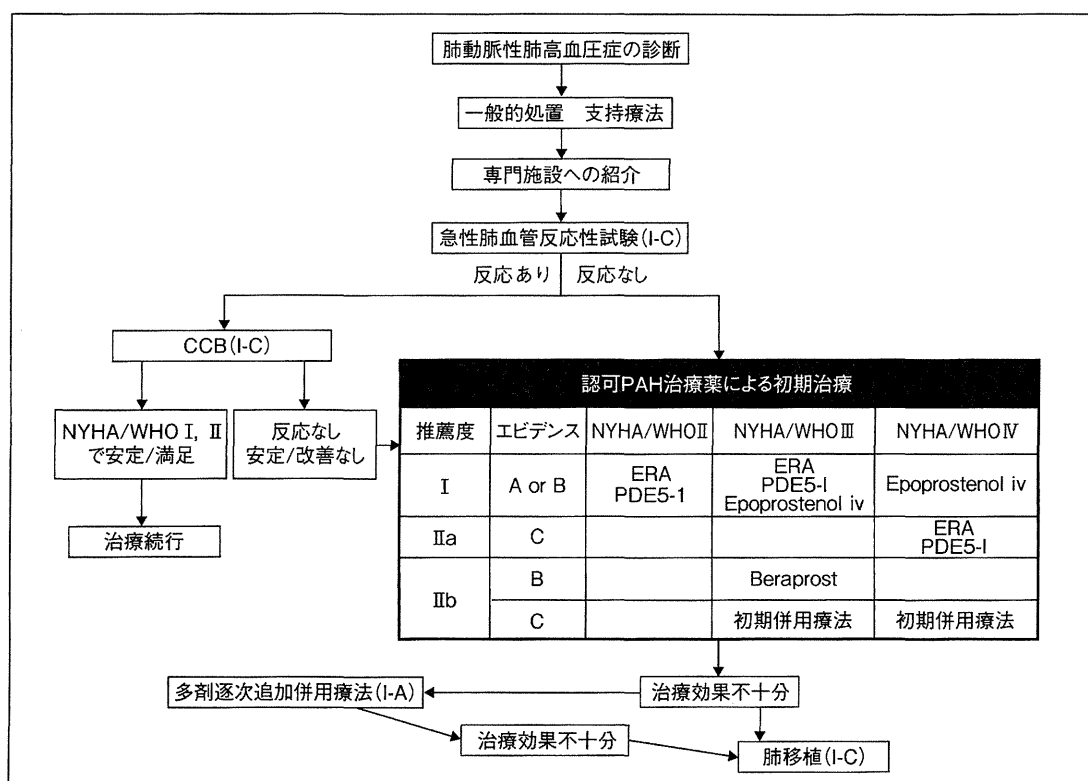 肺動脈性肺高血圧症の診断
一般的処置 支持療法
専門施設への紹介
急性肺血管反応性試験(I-C)
反応あり 反応なし
CCB(I-C)
NYHA/WHO I, II
で安定/満足
反応なし
安定/改善なし
治療続行
認可PAH治療薬による初期治療
推薦度 エビデンス NYHA/WHOⅡ NYHA/WHOⅢ NYHA/WHOⅣ
Ⅰ A or B ERA PDE5-1 ERA PDE5-I Epoprostenol iv Epoprostenol iv
Ⅱa C ERA PDE5-I
Ⅱb B Beraprost
C 初期併用療法 初期併用療法
多剤逐次追加併用療法(I-A) 治療効果不十分
治療効果不十分 肺移植(I-C)